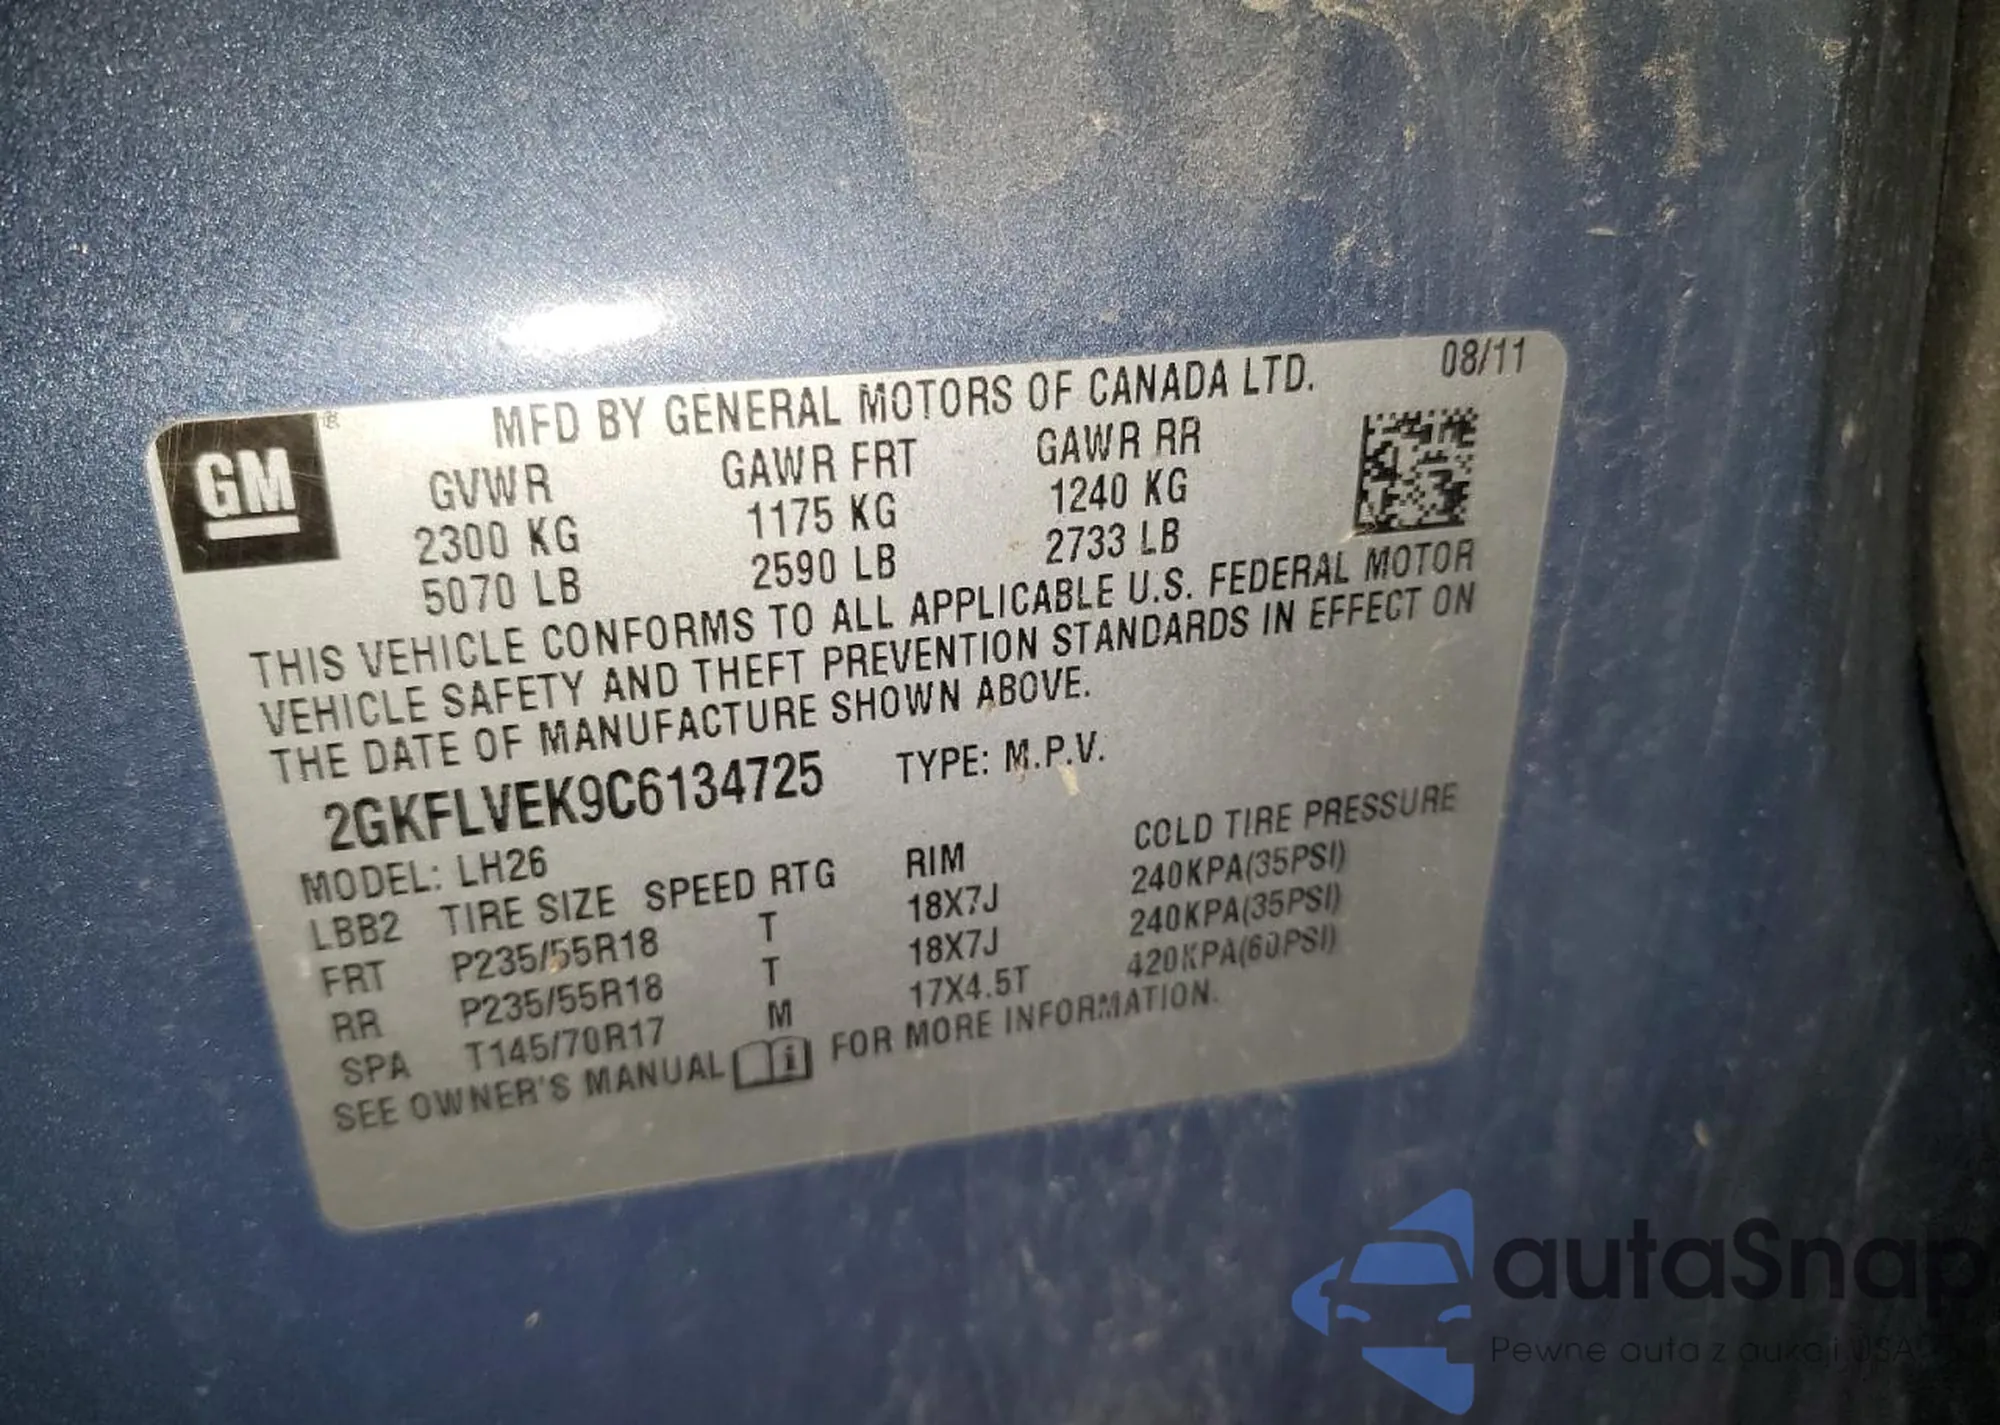 MFD BY GENERAL MOTORS OF CANADA LTD. 08/11
GM ®
GVWR GAWR FRT GAWR RR
2300 KG 1175 KG 1240 KG
5070 LB 2590 LB 2733 LB
THIS VEHICLE CONFORMS TO ALL APPLICABLE U.S. FEDERAL MOTOR
VEHICLE SAFETY AND THEFT PREVENTION STANDARDS IN EFFECT ON
THE DATE OF MANUFACTURE SHOWN ABOVE.
2GKFLVEK9C6134725 TYPE: M.P.V.
MODEL: LH26
LBB2 TIRE SIZE SPEED RTG RIM COLD TIRE PRESSURE
FRT P235/55R18 T 18X7J 240KPA(35PSI)
RR P235/55R18 T 18X7J 240KPA(35PSI)
SPA T145/70R17 M 17X4.5T 420KPA(60PSI)
SEE OWNER'S MANUAL FOR MORE INFORMATION.
autaSnap
Pewne auta z aukcji USA